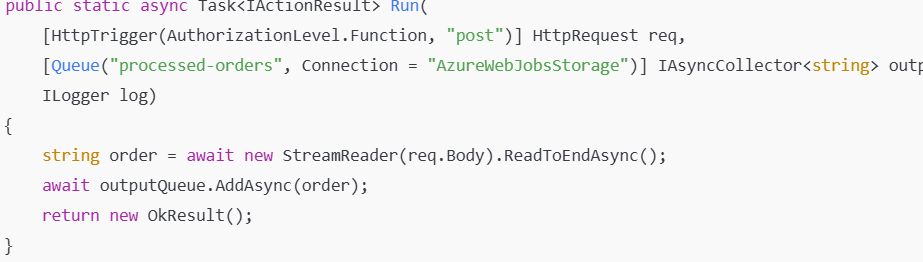 public static async Task<IActionResult> Run(
[HttpTrigger(AuthorizationLevel.Function, "post")] HttpRequest req,
[Queue("processed-orders", Connection = "AzureWebJobsStorage")] IAsyncCollector<string> outp
ILogger log)
{
string order = await new StreamReader(req.Body).ReadToEndAsync();
await outputQueue.AddAsync(order);
return new OkResult();
}